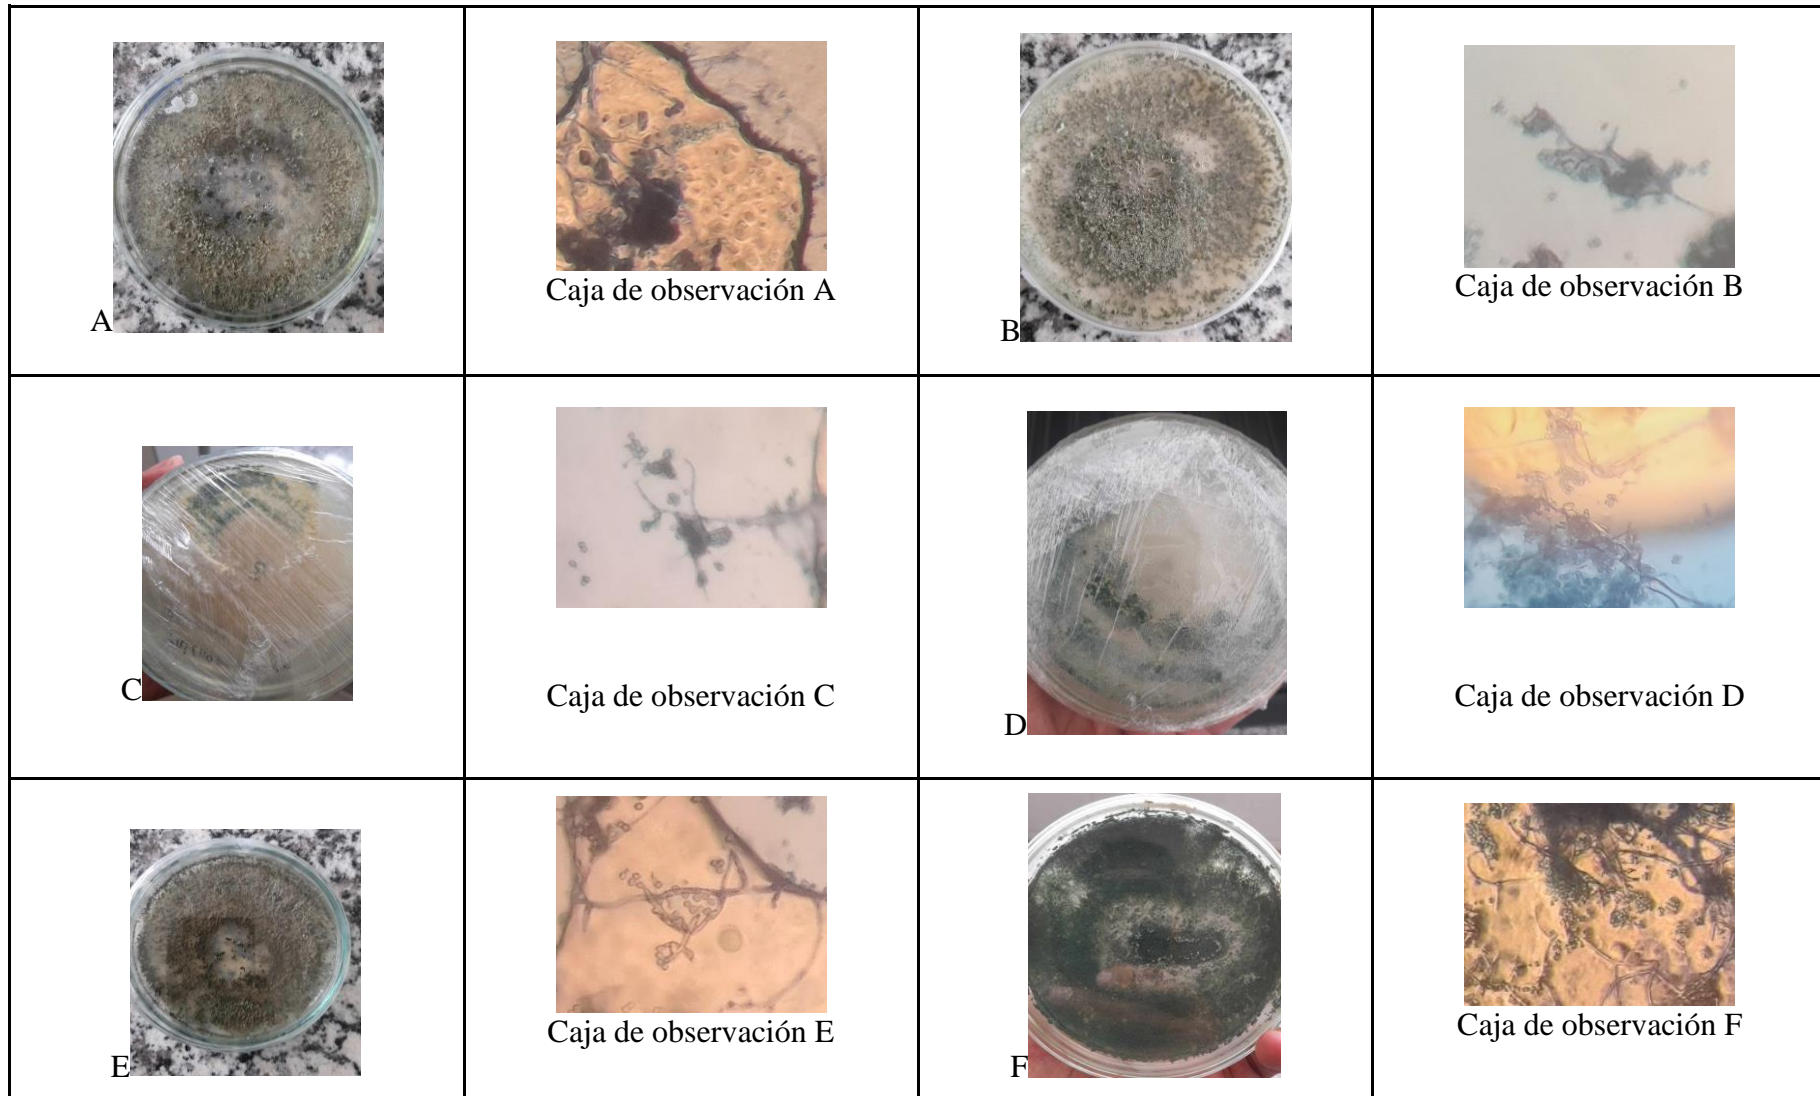 A
Caja de observación A
B
Caja de observación B
C
Caja de observación C
D
Caja de observación D
E
Caja de observación E
F
Caja de observación F